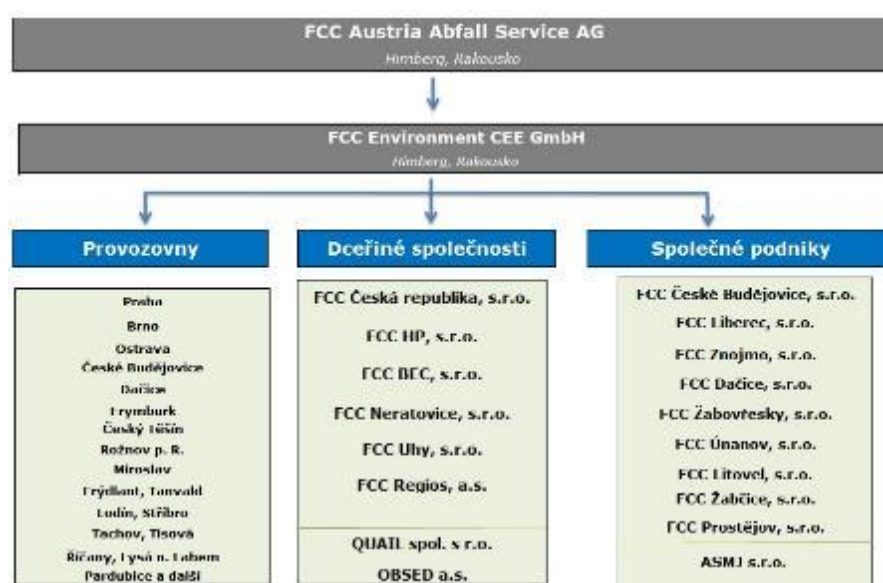 FCC Austria Abfall Service AG
Himberg, Rakousko
FCC Environment CEE GmbH
Himberg, Rakousko
Provozovny
Praha
Brno
Ostrava
České Budějovice
Dačice
Frymburk
Český Těšín
Rožnov p. R.
Miroslav
Frýdlant, Tanvald
Lodín, Stříbro
Tachov, Tisová
Říčany, Lysá n. Labem
Pardubice a další
Dceřiné společnosti
FCC Česká republika, s.r.o.
FCC HP, s.r.o.
FCC BEC, s.r.o.
FCC Neratovice, s.r.o.
FCC Uhy, s.r.o.
FCC Regios, a.s.
QUAIL spol. s r.o.
OBSED a.s.
Společné podniky
FCC České Budějovice, s.r.o.
FCC Liberec, s.r.o.
FCC Znojmo, s.r.o.
FCC Dačice, s.r.o.
FCC Žabovřesky, s.r.o.
FCC Únanov, s.r.o.
FCC Litovel, s.r.o.
FCC Žabčice, s.r.o.
FCC Prostějov, s.r.o.
ASMJ s.r.o.